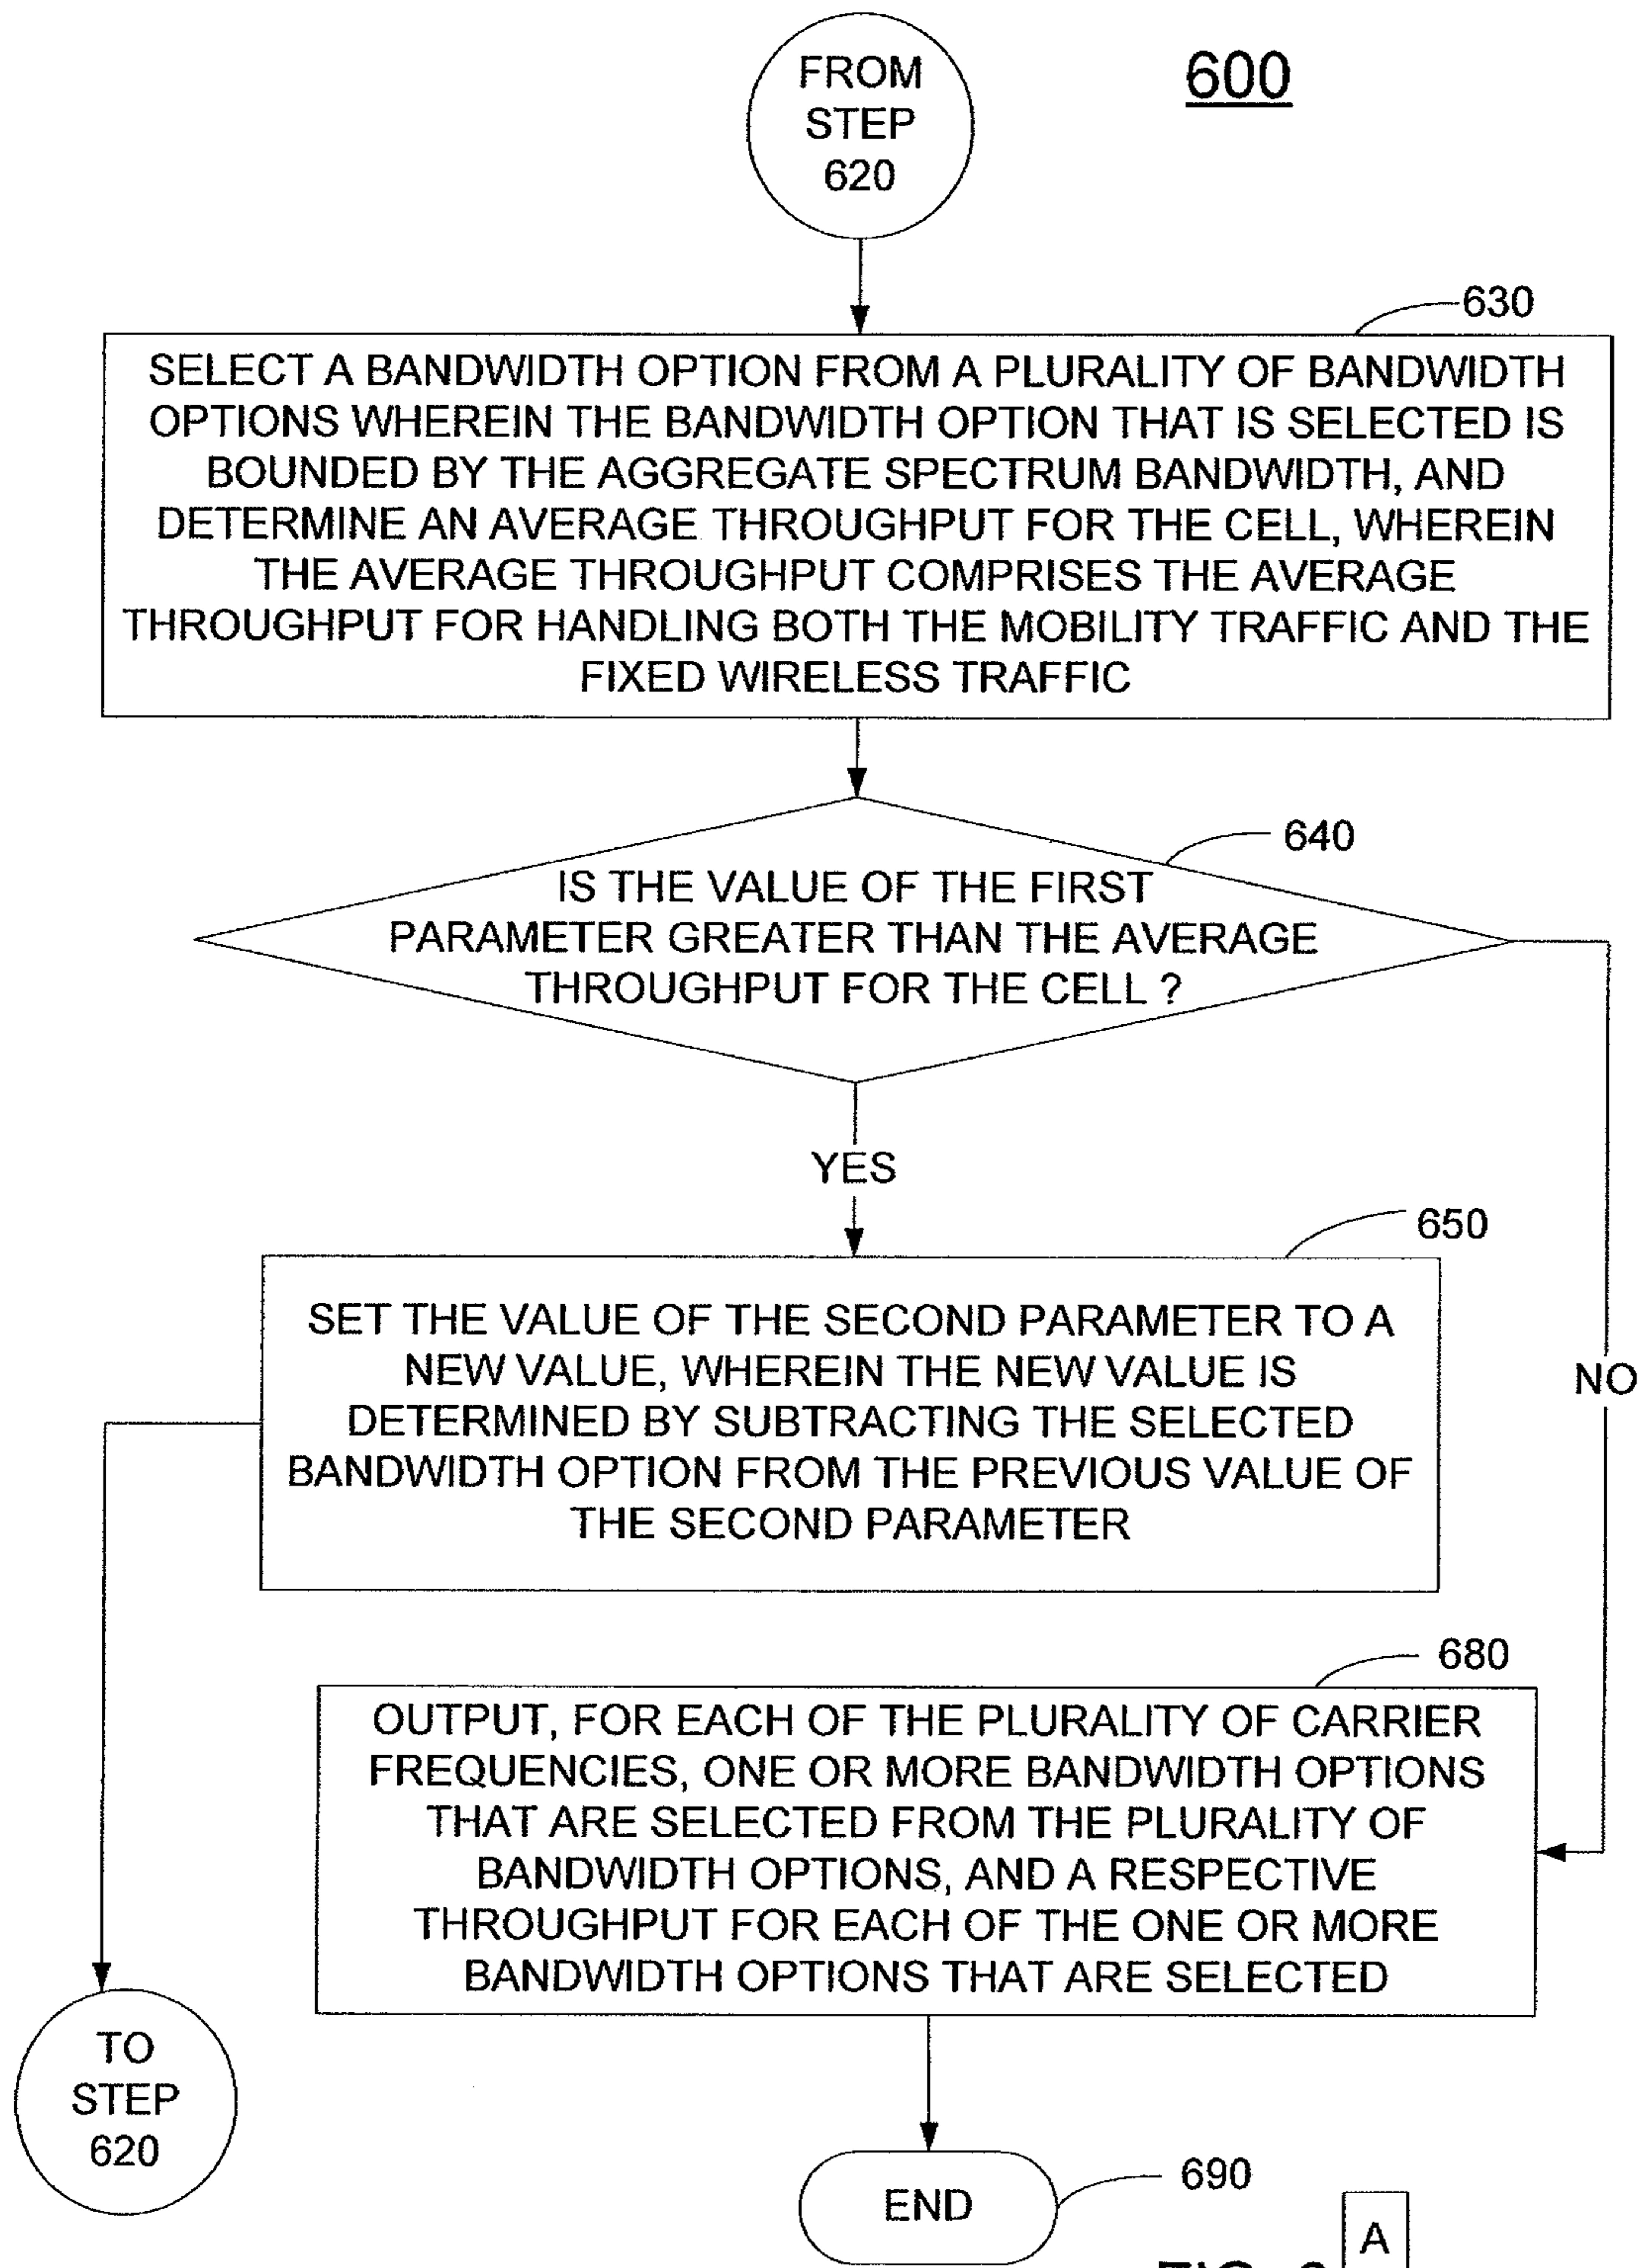 FROM
STEP
620
600
630
SELECT A BANDWIDTH OPTION FROM A PLURALITY OF BANDWIDTH
OPTIONS WHEREIN THE BANDWIDTH OPTION THAT IS SELECTED IS
BOUNDED BY THE AGGREGATE SPECTRUM BANDWIDTH, AND
DETERMINE AN AVERAGE THROUGHPUT FOR THE CELL, WHEREIN
THE AVERAGE THROUGHPUT COMPRISES THE AVERAGE
THROUGHPUT FOR HANDLING BOTH THE MOBILITY TRAFFIC AND THE
FIXED WIRELESS TRAFFIC
640
IS THE VALUE OF THE FIRST
PARAMETER GREATER THAN THE AVERAGE
THROUGHPUT FOR THE CELL ?
YES
650
SET THE VALUE OF THE SECOND PARAMETER TO A
NEW VALUE, WHEREIN THE NEW VALUE IS
DETERMINED BY SUBTRACTING THE SELECTED
BANDWIDTH OPTION FROM THE PREVIOUS VALUE OF
THE SECOND PARAMETER
NO
680
OUTPUT, FOR EACH OF THE PLURALITY OF CARRIER
FREQUENCIES, ONE OR MORE BANDWIDTH OPTIONS
THAT ARE SELECTED FROM THE PLURALITY OF
BANDWIDTH OPTIONS, AND A RESPECTIVE
THROUGHPUT FOR EACH OF THE ONE OR MORE
BANDWIDTH OPTIONS THAT ARE SELECTED
TO
STEP
620
690
END
A